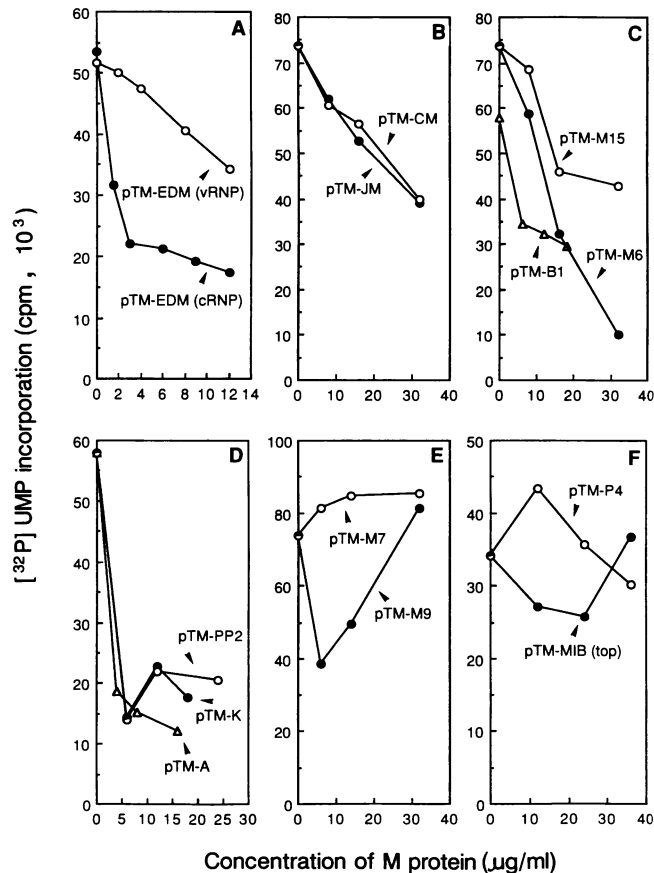 A
60
50
40
30
20
10
0
pTM-EDM (vRNP)
pTM-EDM (cRNP)
0 2 4 6 8 10 12 14
B
80
70
60
50
40
30
20
10
0
pTM-CM
pTM-JM
0 10 20 30 40
C
80
70
60
50
40
30
20
10
0
pTM-M15
pTM-B1
pTM-M6
0 10 20 30 40
[32P] UMP incorporation (cpm, 10³)
D
60
50
40
30
20
10
0
pTM-PP2
pTM-K
pTM-A
0 5 10 15 20 25
E
100
80
60
40
20
0
pTM-M7
pTM-M9
0 10 20 30 40
F
50
40
30
20
10
0
pTM-P4
pTM-MIB (top)
0 10 20 30 40
Concentration of M protein (µg/ml)